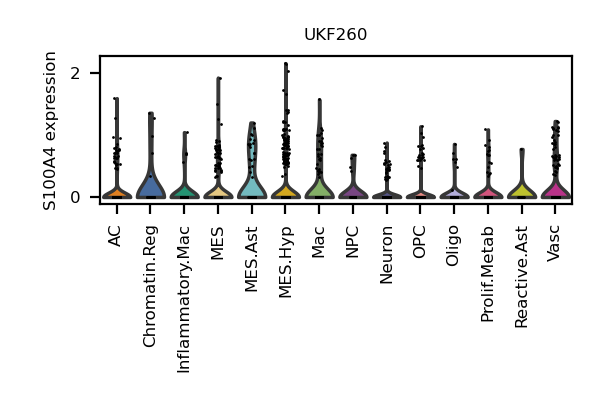 UKF260
S100A4 expression
2
0
AC
Chromatin.Reg
Inflammatory.Mac
MES
MES.Ast
MES.Hyp
Mac
NPC
Neuron
OPC
Oligo
Prolif.Metab
Reactive.Ast
Vasc